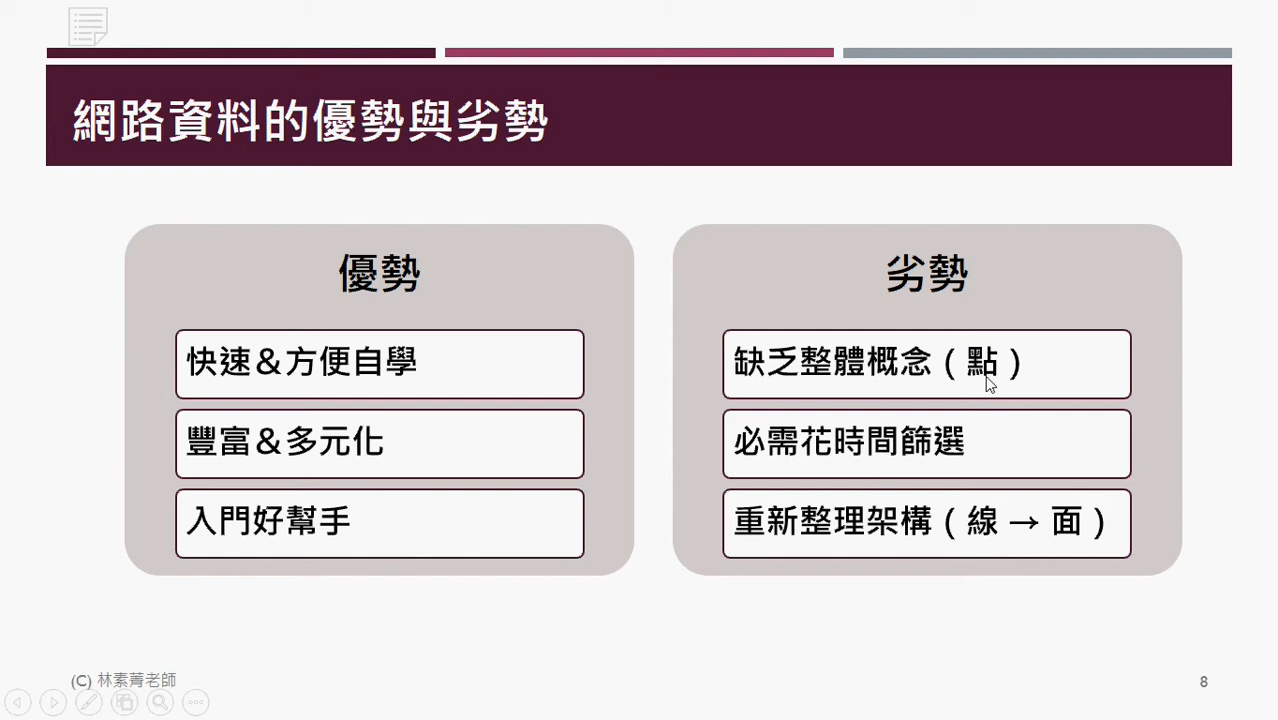 網路資料的優勢與劣勢
優勢
快速＆方便自學
豐富＆多元化
入門好幫手
劣勢
缺乏整體概念（點）
必需花時間篩選
重新整理架構（線 → 面）
(C) 林素菁老師
8